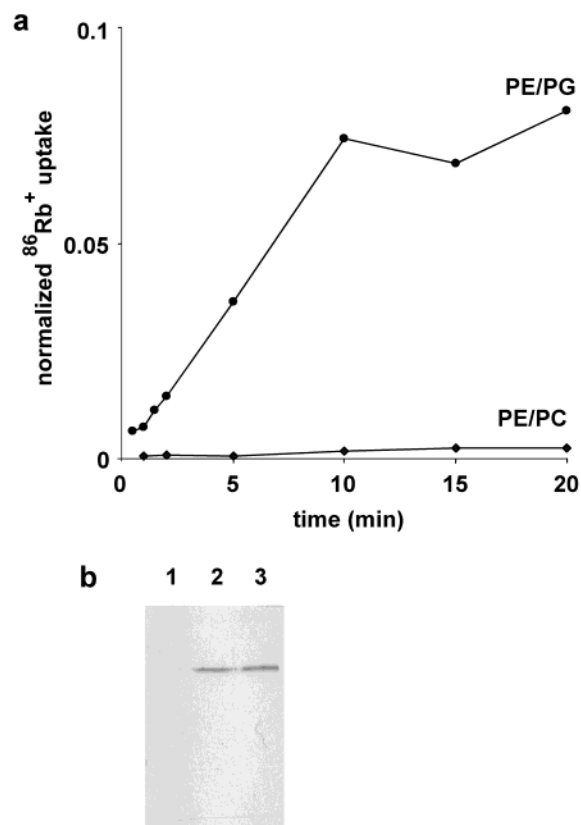 a
0.1
PE/PG
normalized ⁸⁶Rb⁺ uptake
0.05
PE/PC
0
0 5 10 15 20
time (min)
b 1 2 3